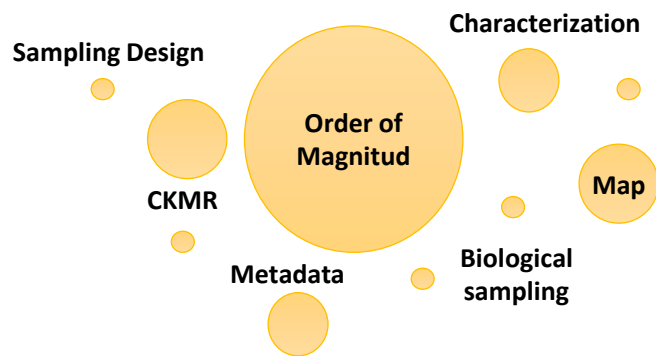 Characterization
Sampling Design
Order of
Magnitud
Map
CKMR
Metadata
Biological
sampling